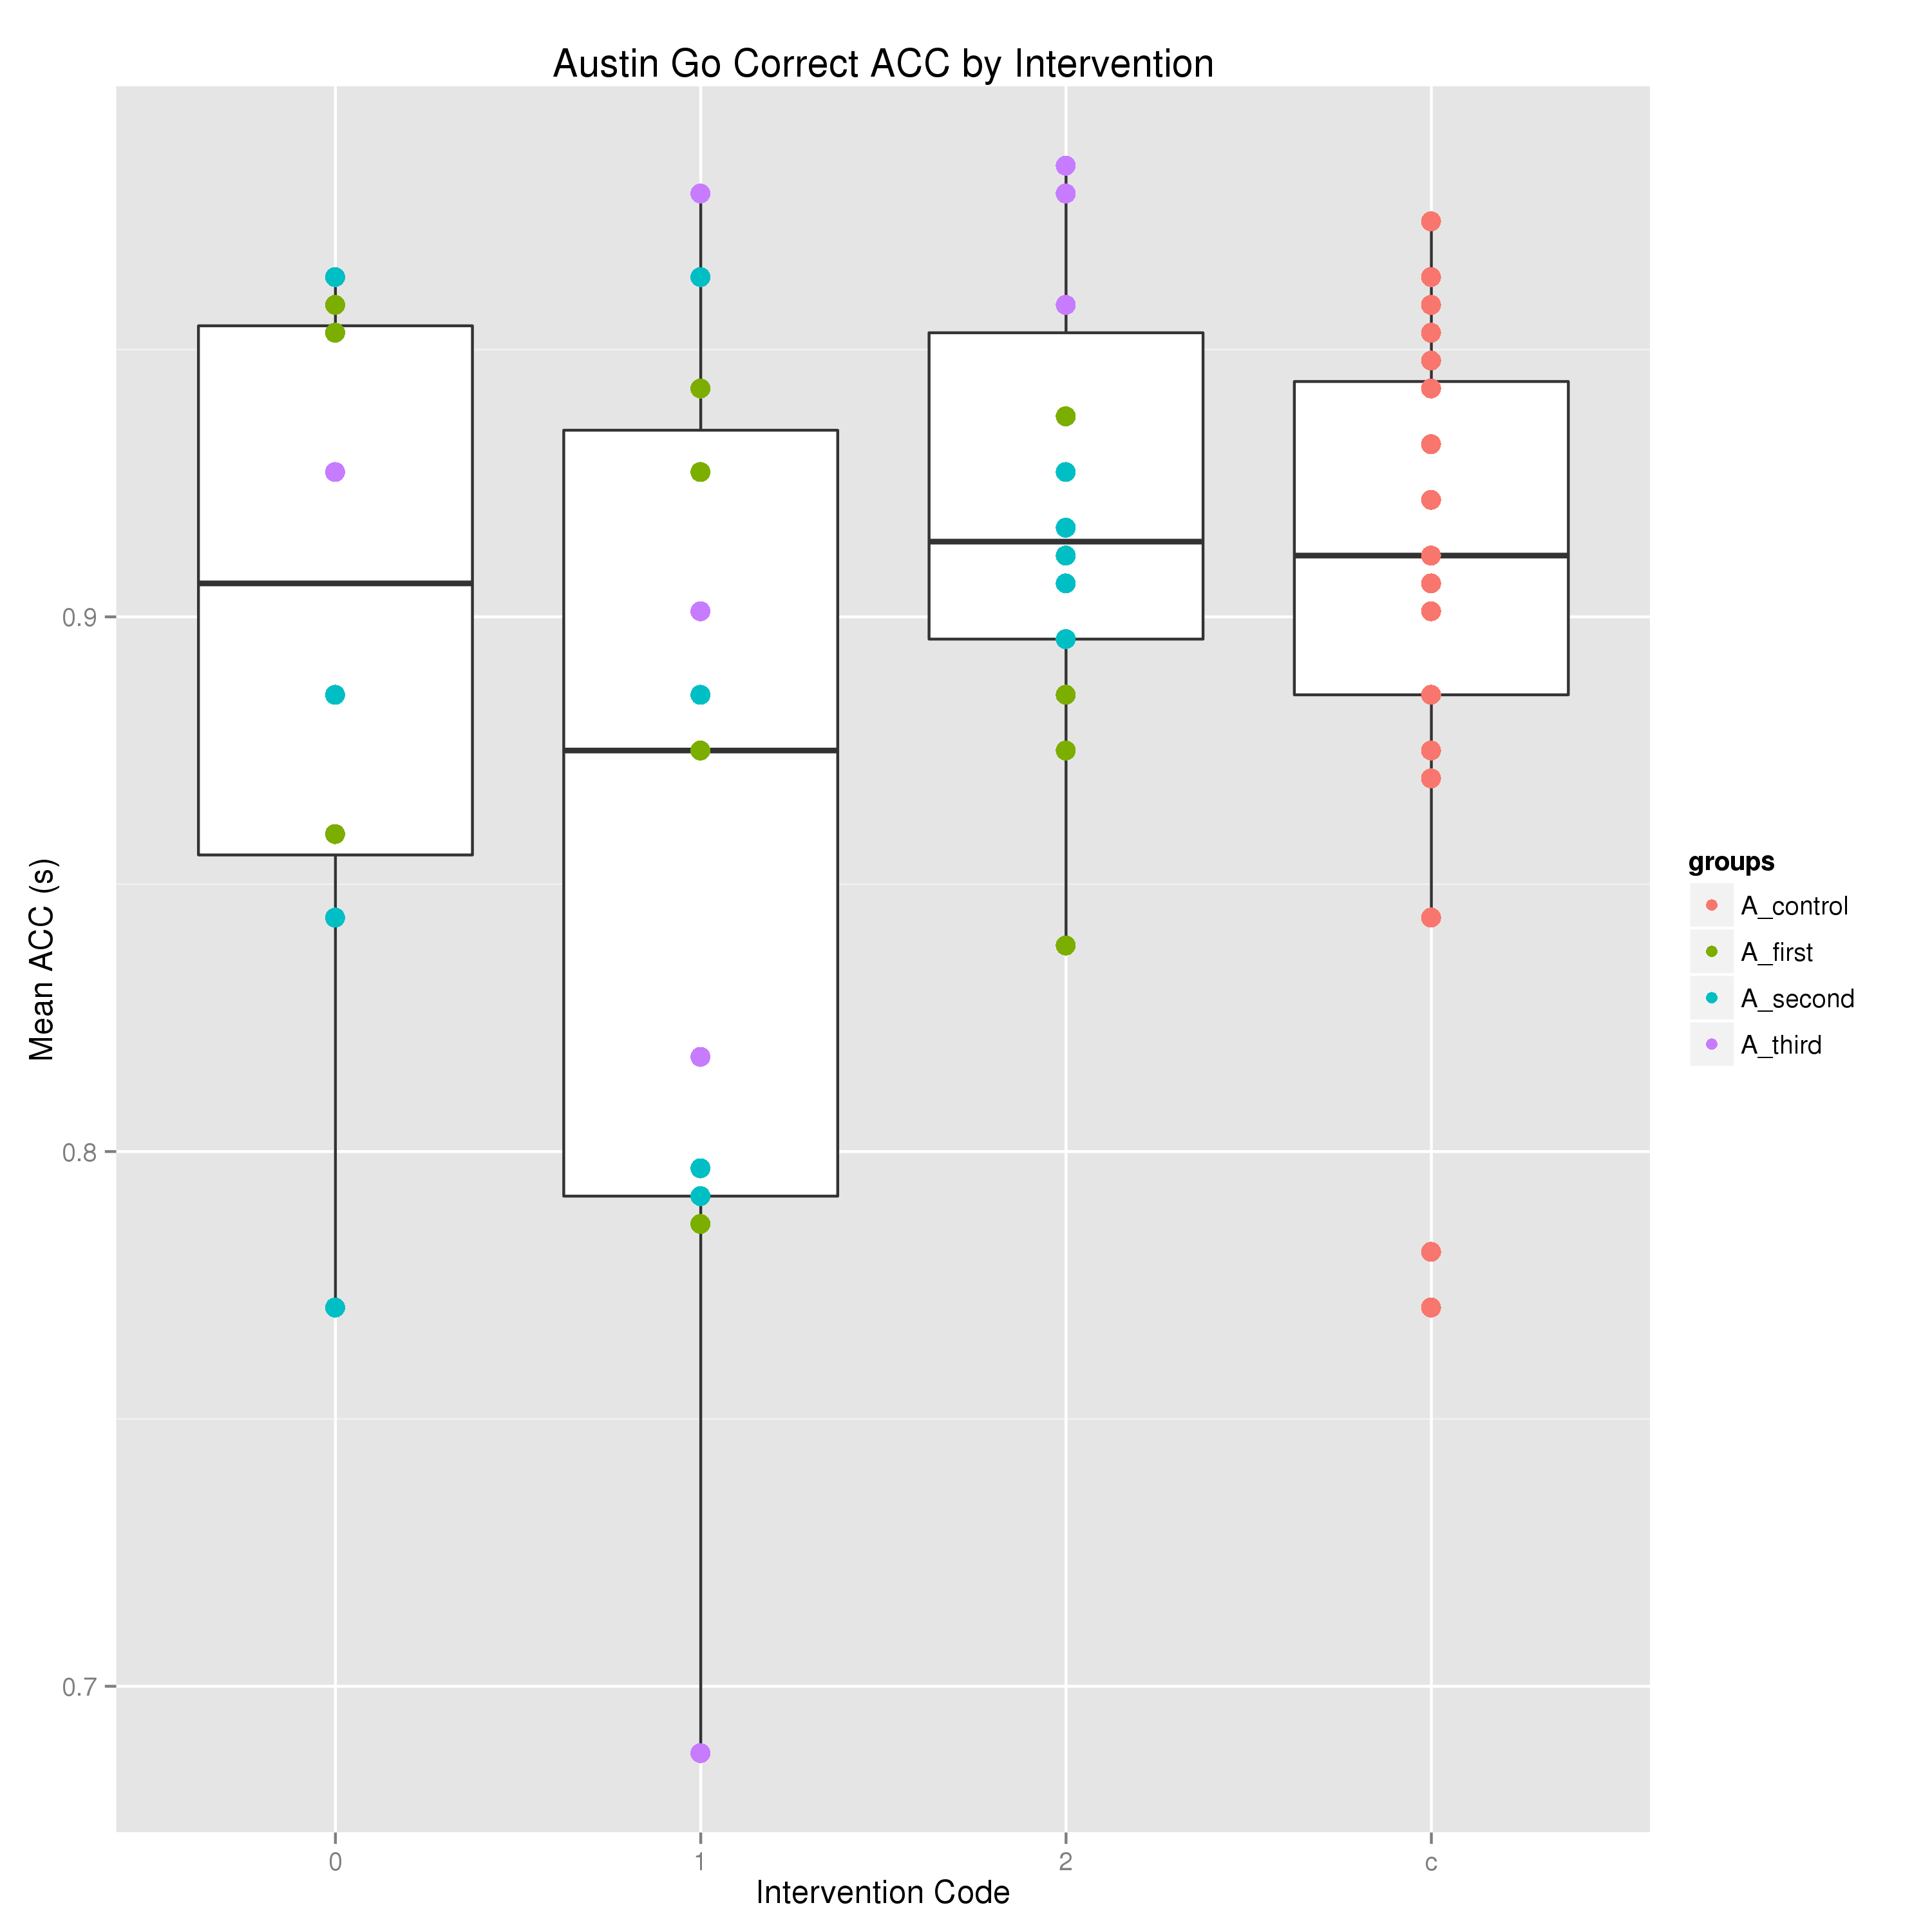 Austin Go Correct ACC by Intervention
Mean ACC (s)
0.9
0.8
0.7
0
1
2
c
Intervention Code
groups
A_control
A_first
A_second
A_third